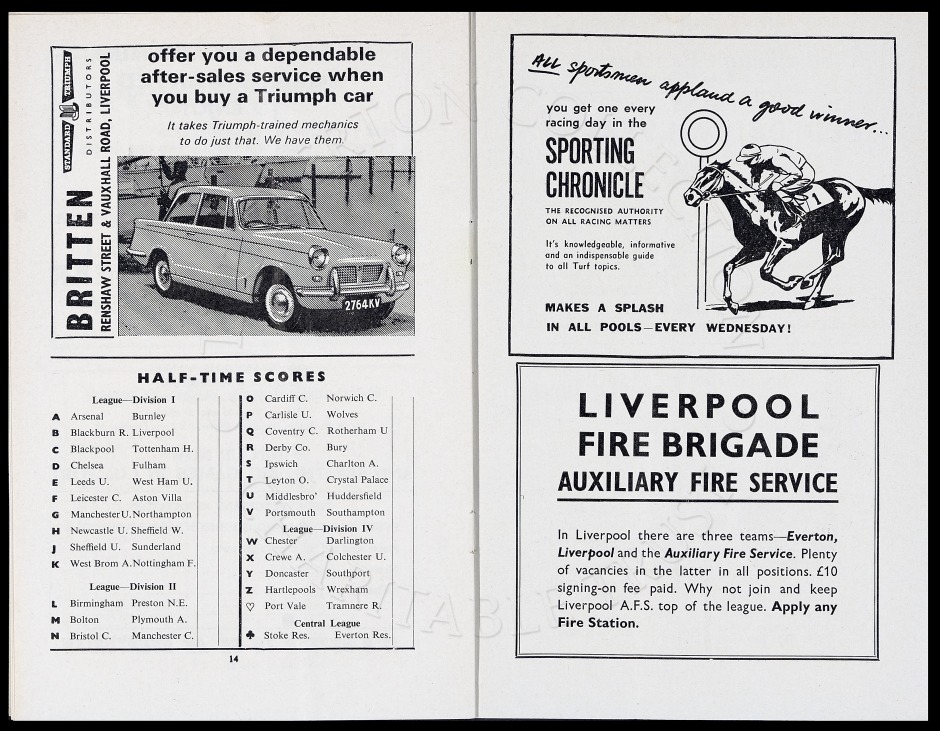 STANDARD TRIUMPH
DISTRIBUTORS
BRITTEN
RENSHAW STREET & VAUXHALL ROAD, LIVERPOOL
offer you a dependable
after-sales service when
you buy a Triumph car
It takes Triumph-trained mechanics
to do just that. We have them.
2764KV
HALF-TIME SCORES
League—Division I
A Arsenal Burnley
B Blackburn R. Liverpool
C Blackpool Tottenham H.
D Chelsea Fulham
E Leeds U. West Ham U.
F Leicester C. Aston Villa
G Manchester U. Northampton
H Newcastle U. Sheffield W.
J Sheffield U. Sunderland
K West Brom A. Nottingham F.
League—Division II
L Birmingham Preston N.E.
M Bolton Plymouth A.
N Bristol C. Manchester C.
O Cardiff C. Norwich C.
P Carlisle U. Wolves
Q Coventry C. Rotherham U
R Derby Co. Bury
S Ipswich Charlton A.
T Leyton O. Crystal Palace
U Middlesbro' Huddersfield
V Portsmouth Southampton
League—Division IV
W Chester Darlington
X Crewe A. Colchester U.
Y Doncaster Southport
Z Hartlepools Wrexham
♡ Port Vale Tramnere R.
Central League
♣ Stoke Res. Everton Res.
14
ALL sportsmen applaud a good winner...
you get one every
racing day in the
SPORTING
CHRONICLE
THE RECOGNISED AUTHORITY
ON ALL RACING MATTERS
It's knowledgeable, informative
and an indispensable guide
to all Turf topics.
1
MAKES A SPLASH
IN ALL POOLS—EVERY WEDNESDAY!
LIVERPOOL
FIRE BRIGADE
AUXILIARY FIRE SERVICE
In Liverpool there are three teams—Everton,
Liverpool and the Auxiliary Fire Service. Plenty
of vacancies in the latter in all positions. £10
signing-on fee paid. Why not join and keep
Liverpool A.F.S. top of the league. Apply any
Fire Station.